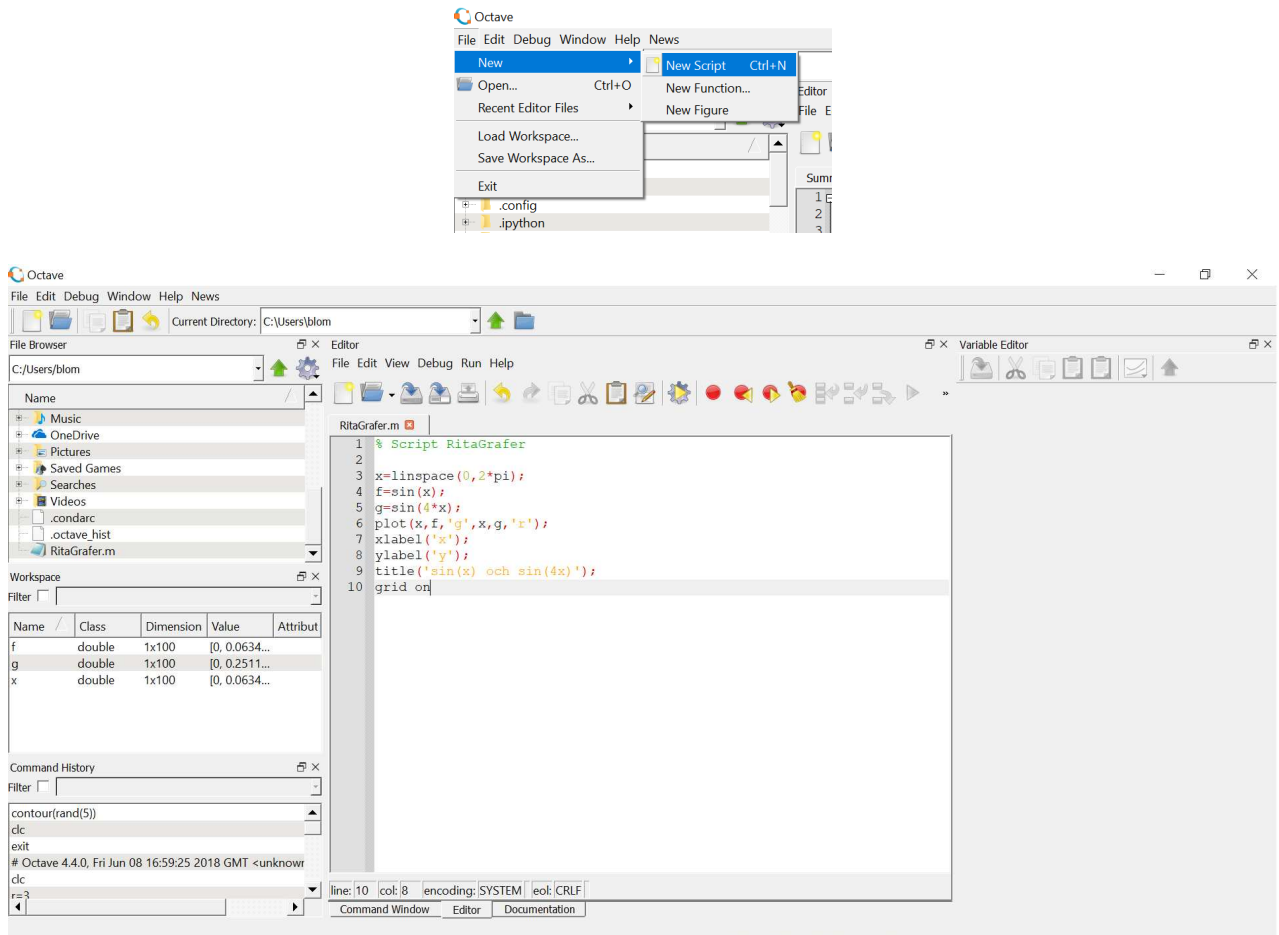 Octave
File Edit Debug Window Help News
New
New Script Ctrl+N
Open... Ctrl+O
New Function...
Editor
Recent Editor Files
New Figure
File E
Load Workspace...
Save Workspace As...
Exit
.config
1
.ipython
2
3
Octave
File Edit Debug Window Help News
Current Directory: C:\Users\blom
File Browser
C:/Users/blom
Name
Music
OneDrive
Pictures
Saved Games
Searches
Videos
.condarc
.octave_hist
RitaGrafer.m
Workspace
Filter
Name Class Dimension Value Attribut
f double 1x100 [0, 0.0634...
g double 1x100 [0, 0.2511...
x double 1x100 [0, 0.0634...
Command History
Filter
contour(rand(5))
clc
exit
# Octave 4.4.0, Fri Jun 08 16:59:25 2018 GMT <unknown
clc
r=3
Editor
File Edit View Debug Run Help
»
RitaGrafer.m
1 % Script RitaGrafer
2
3 x=linspace(0,2*pi);
4 f=sin(x);
5 g=sin(4*x);
6 plot(x,f,'g',x,g,'r');
7 xlabel('x');
8 ylabel('y');
9 title('sin(x) och sin(4x)');
10 grid on
line: 10 col: 8 encoding: SYSTEM eol: CRLF
Command Window Editor Documentation
Variable Editor